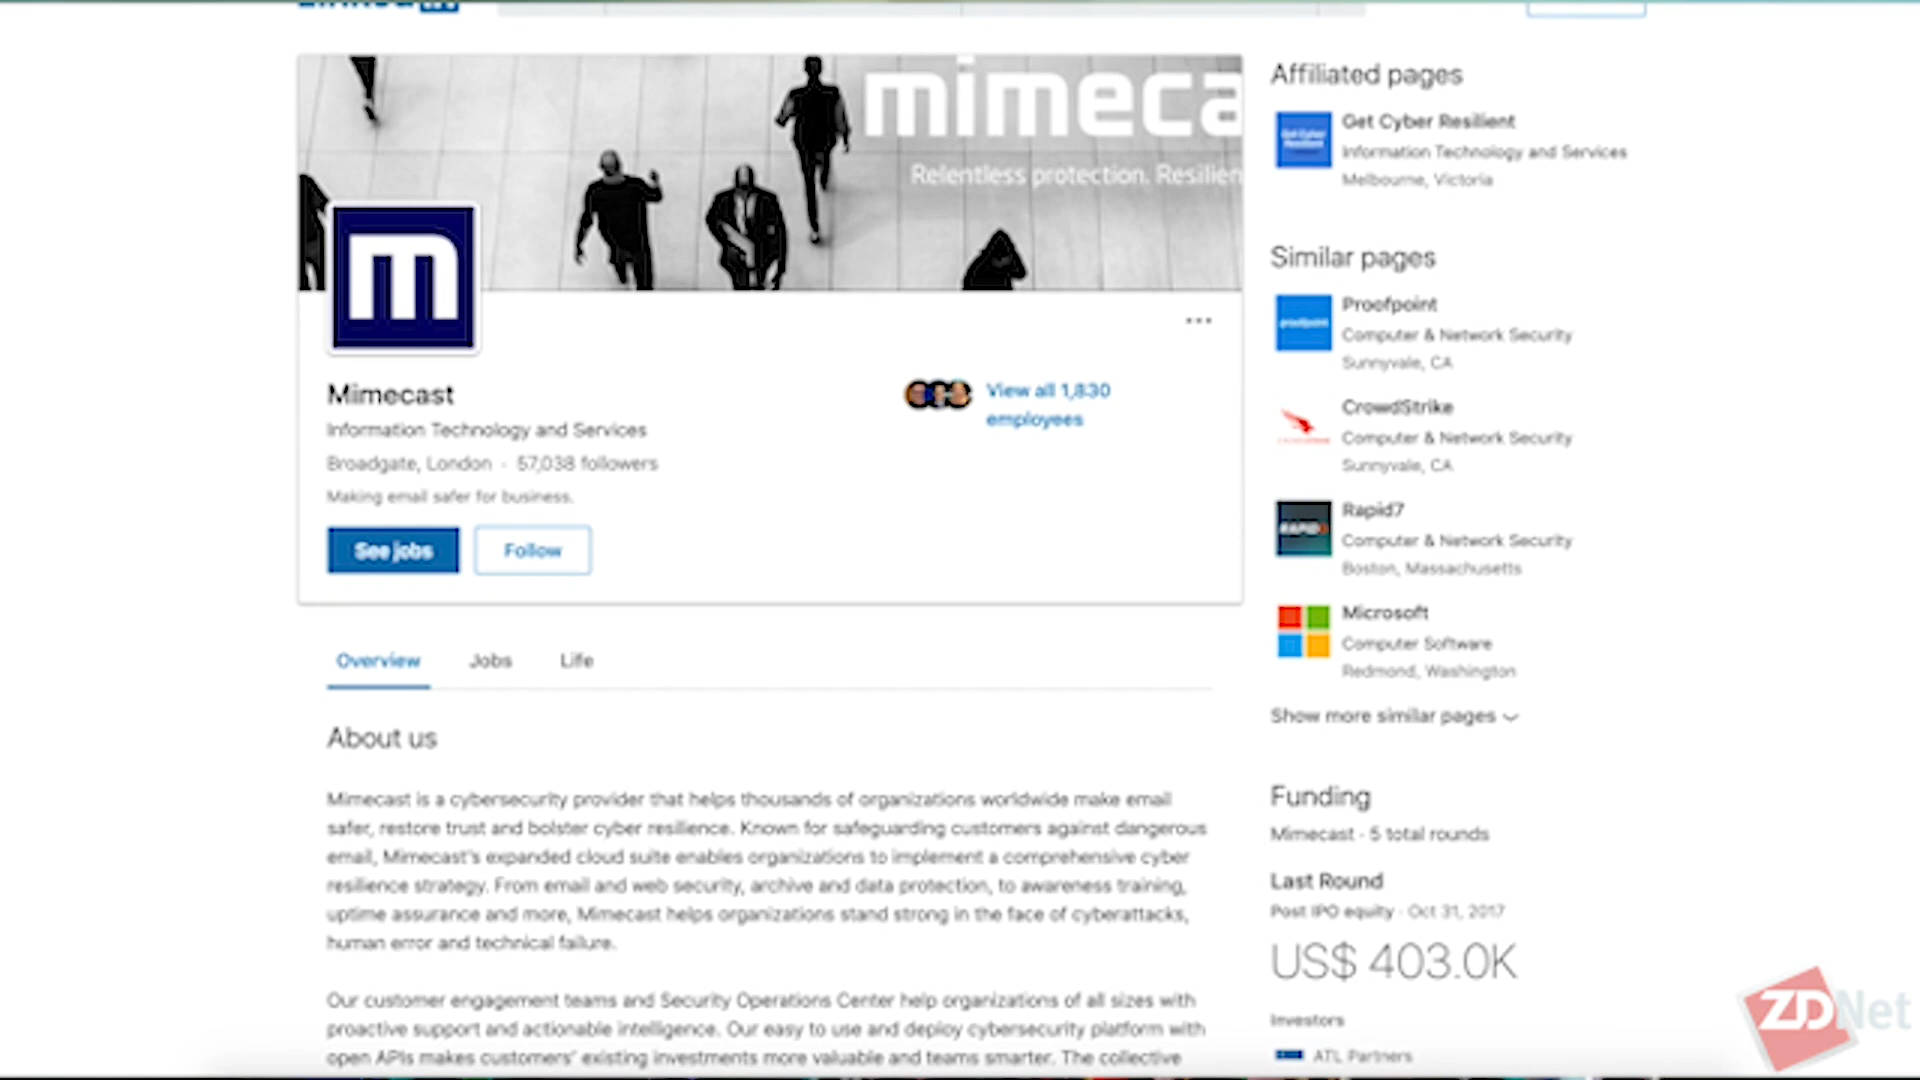 Linked in
mimeca
Relentless protection. Resilien
m
Mimecast
Information Technology and Services
Broadgate, London · 57,038 followers
Making email safer for business.
View all 1,830
employees
See jobs
Follow
Overview
Jobs
Life
About us
Mimecast is a cybersecurity provider that helps thousands of organizations worldwide make email
safer, restore trust and bolster cyber resilience. Known for safeguarding customers against dangerous
email, Mimecast's expanded cloud suite enables organizations to implement a comprehensive cyber
resilience strategy. From email and web security, archive and data protection, to awareness training,
uptime assurance and more, Mimecast helps organizations stand strong in the face of cyberattacks,
human error and technical failure.
Our customer engagement teams and Security Operations Center help organizations of all sizes with
proactive support and actionable intelligence. Our easy to use and deploy cybersecurity platform with
open APIs makes customers' existing investments more valuable and teams smarter. The collective
Affiliated pages
Get Cyber
Resilient
Get Cyber Resilient
Information Technology and Services
Melbourne, Victoria
Similar pages
proofpoint
Proofpoint
Computer & Network Security
Sunnyvale, CA
CrowdStrike
Computer & Network Security
Sunnyvale, CA
RAPID7
Rapid7
Computer & Network Security
Boston, Massachusetts
Microsoft
Computer Software
Redmond, Washington
Show more similar pages
Funding
Mimecast · 5 total rounds
Last Round
Post IPO equity · Oct 31, 2017
US$ 403.0K
Investors
ATL Partners
ZDNet